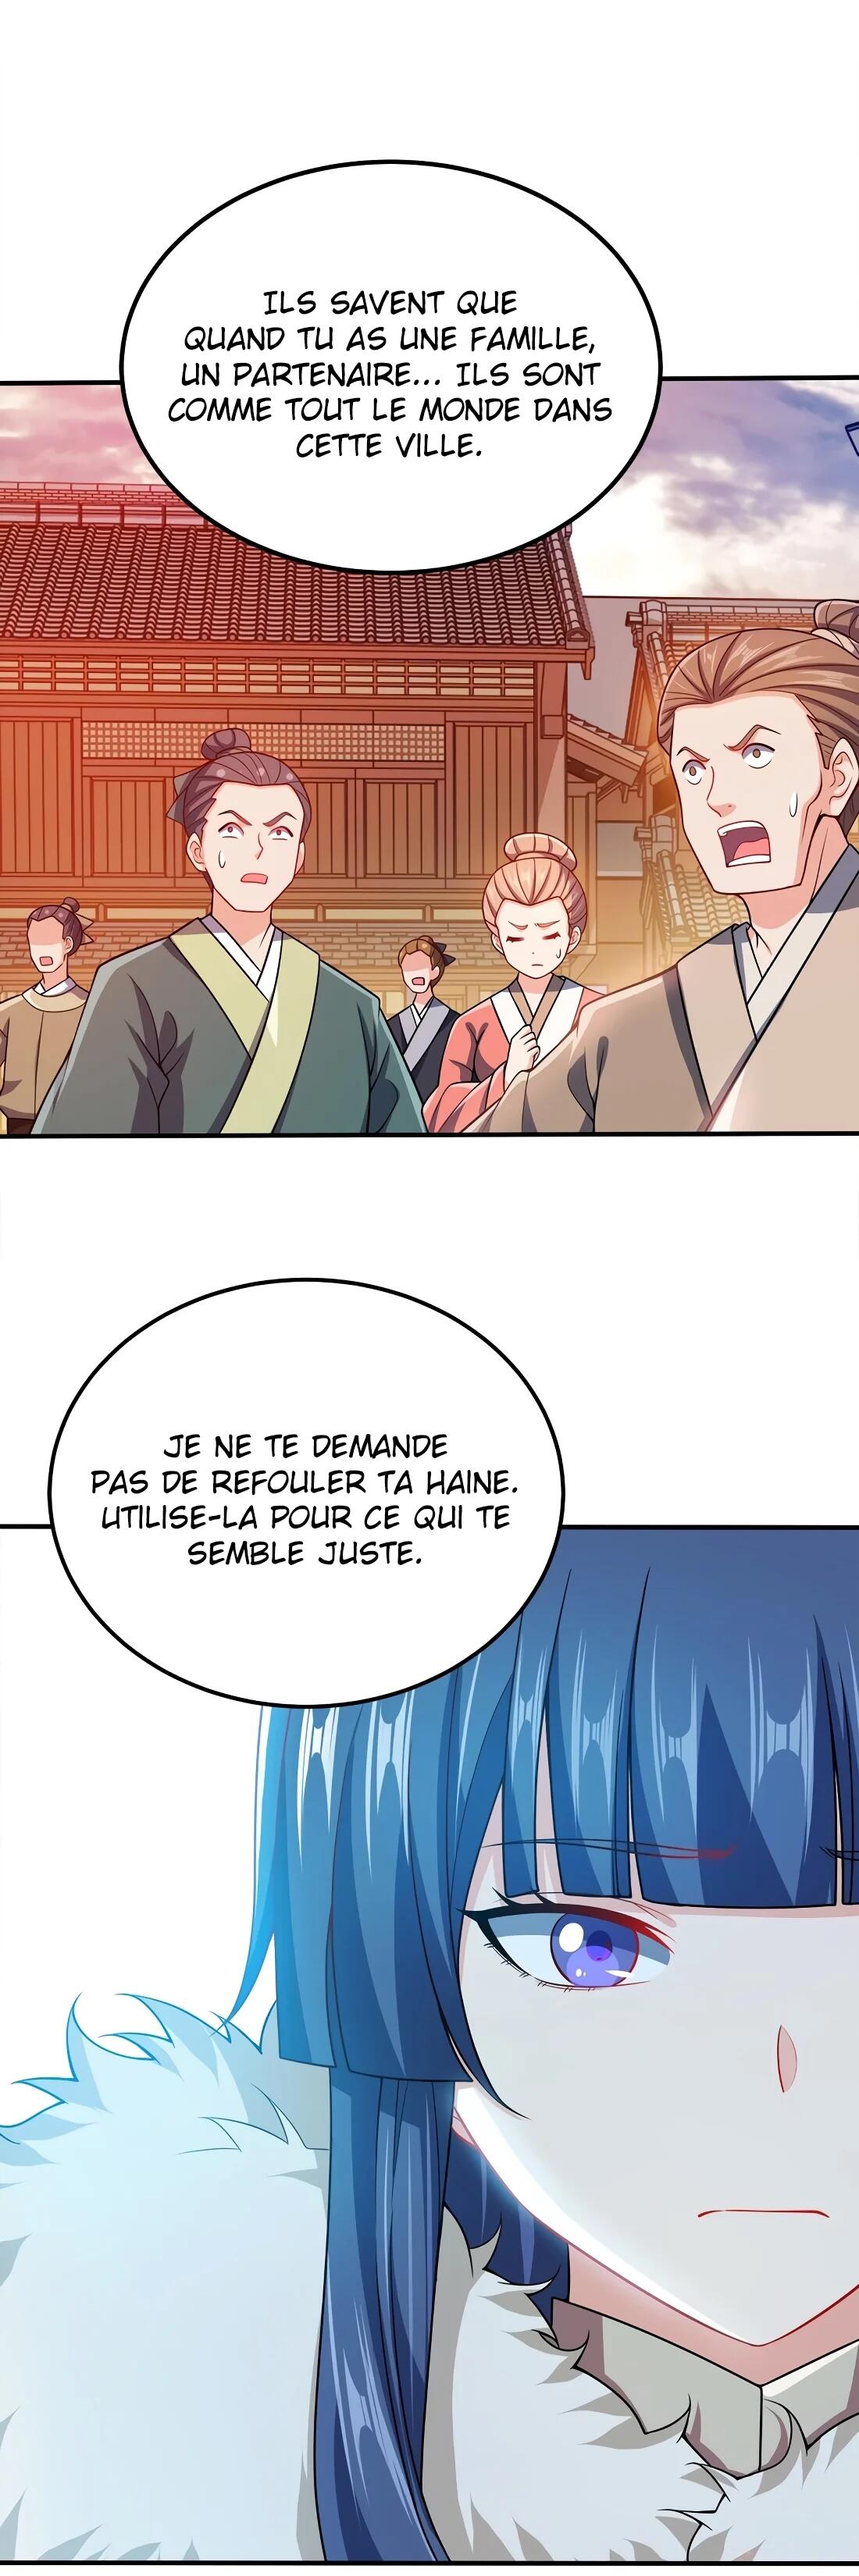 ILS SAVENT QUE
QUAND TU AS UNE FAMILLE,
UN PARTENAIRE... ILS SONT
COMME TOUT LE MONDE DANS
CETTE VILLE.
JE NE TE DEMANDE
PAS DE REFOULER TA HAINE.
UTILISE-LA POUR CE QUI TE
SEMBLE JUSTE.